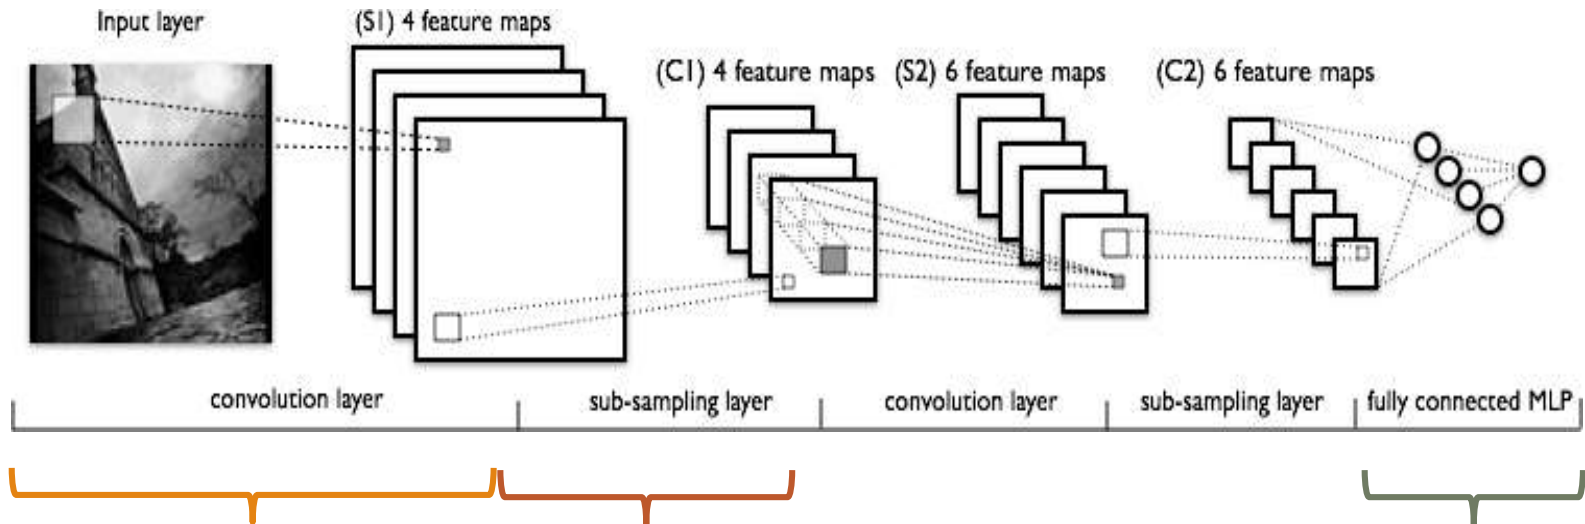 Input layer
(S1) 4 feature maps
(C1) 4 feature maps
(S2) 6 feature maps
(C2) 6 feature maps
convolution layer
sub-sampling layer
convolution layer
sub-sampling layer
fully connected MLP